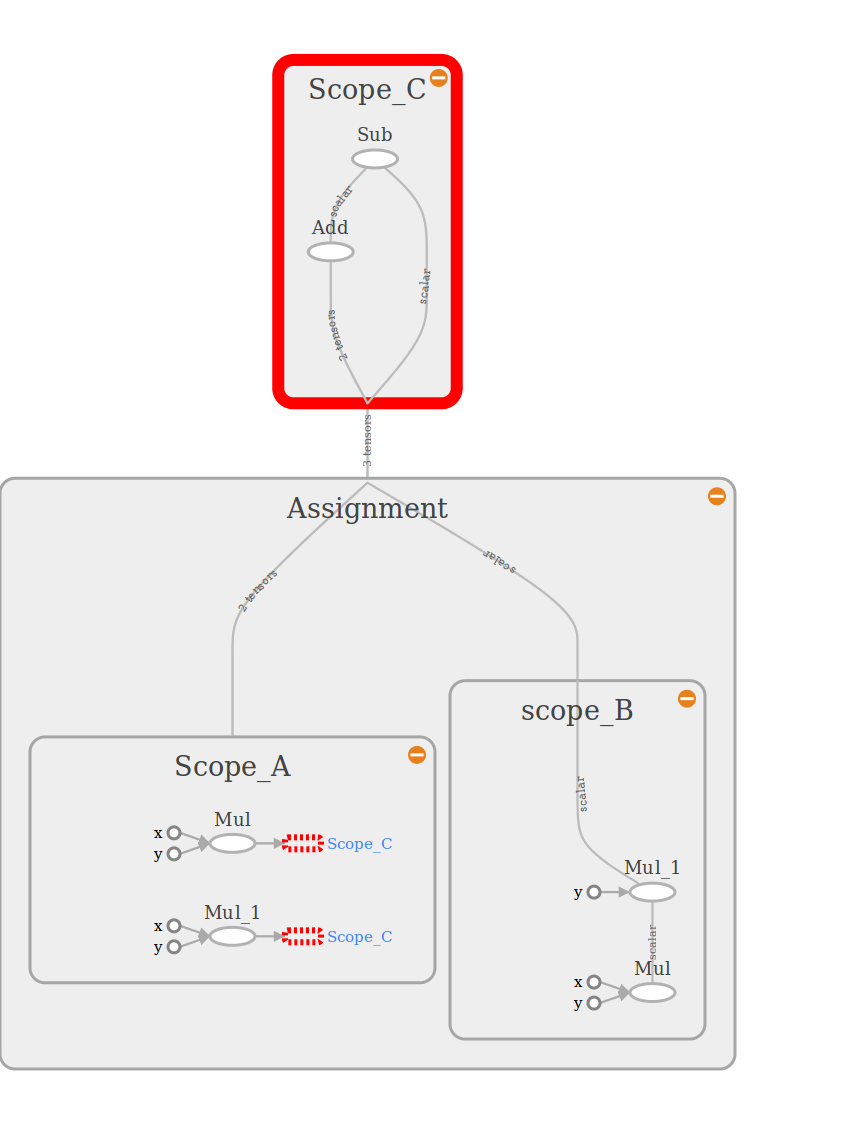 Scope_C
Sub
scalar
Add
scalar
2 tensors
3 tensors
Assignment
scalar
2 tensors
scope_B
Scope_A
scalar
Mul
x
y
Scope_C
Mul_1
y
Mul_1
x
y
Scope_C
scalar
Mul
x
y